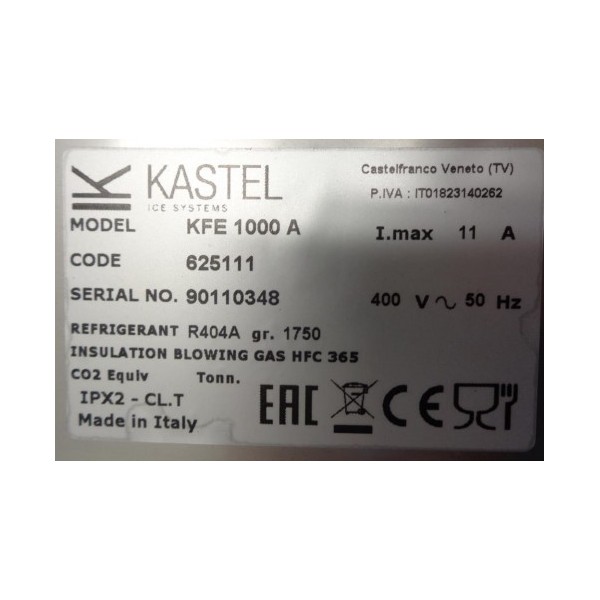 KASTEL
ICE SYSTEMS
Castelfranco Veneto (TV)
P.IVA : IT01823140262
MODEL KFE 1000 A
I.max 11 A
CODE 625111
SERIAL NO. 90110348
400 V ~ 50 Hz
REFRIGERANT R404A gr. 1750
INSULATION BLOWING GAS HFC 365
CO2 Equiv Tonn.
IPX2 - CL.T
Made in Italy
EAC CE